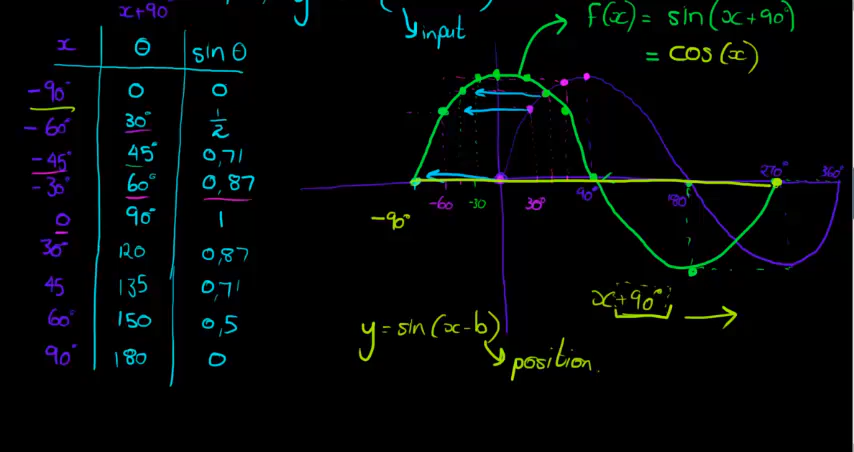 x+90°
y
y input
f(x) = sin(x+90°)
= cos(x)
x θ sin θ
-90° 0 0
-60° 30° 1/2
-45° 45° 0,71
-30° 60° 0,87
0 90° 1
30° 120 0,87
45 135 0,71
60° 150 0,5
90° 180 0
-90° -60 -30 30° 90° 180 270° 360°
x+90°
y = sin(x-b)
position.